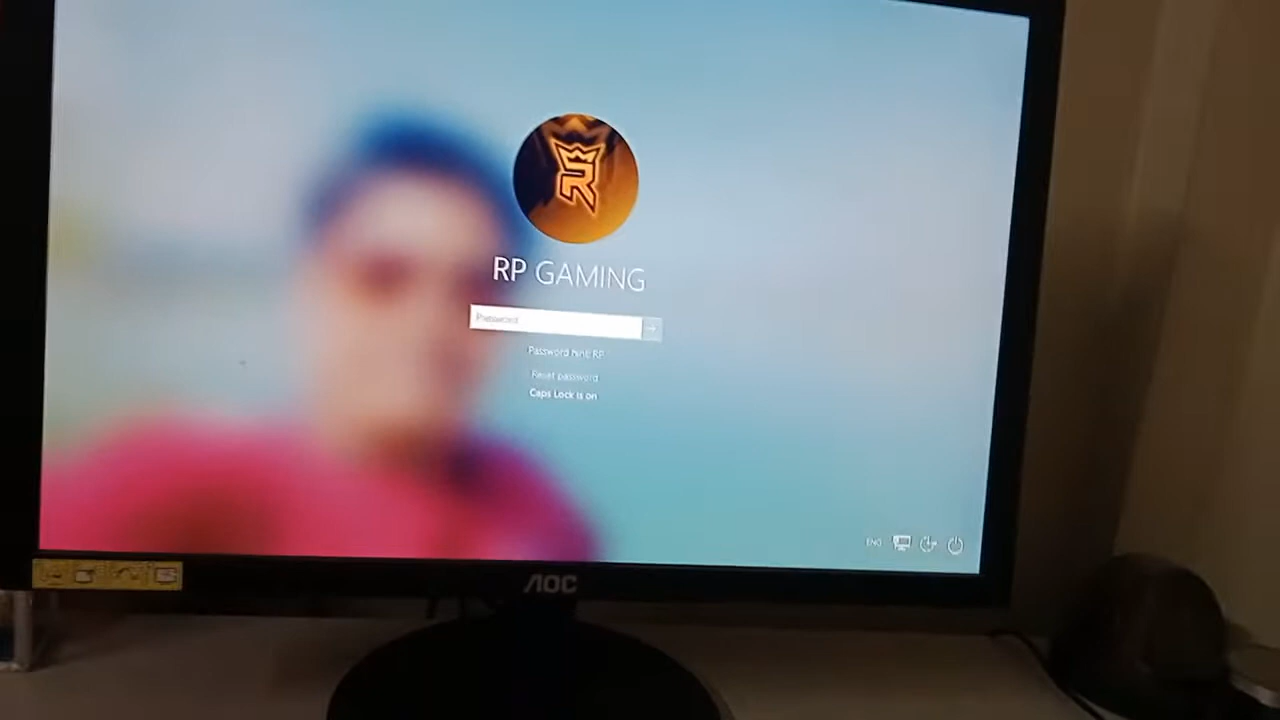 R
RP GAMING
Password
Password hint: RP
Reset password
Caps Lock is on
ENG
AOC